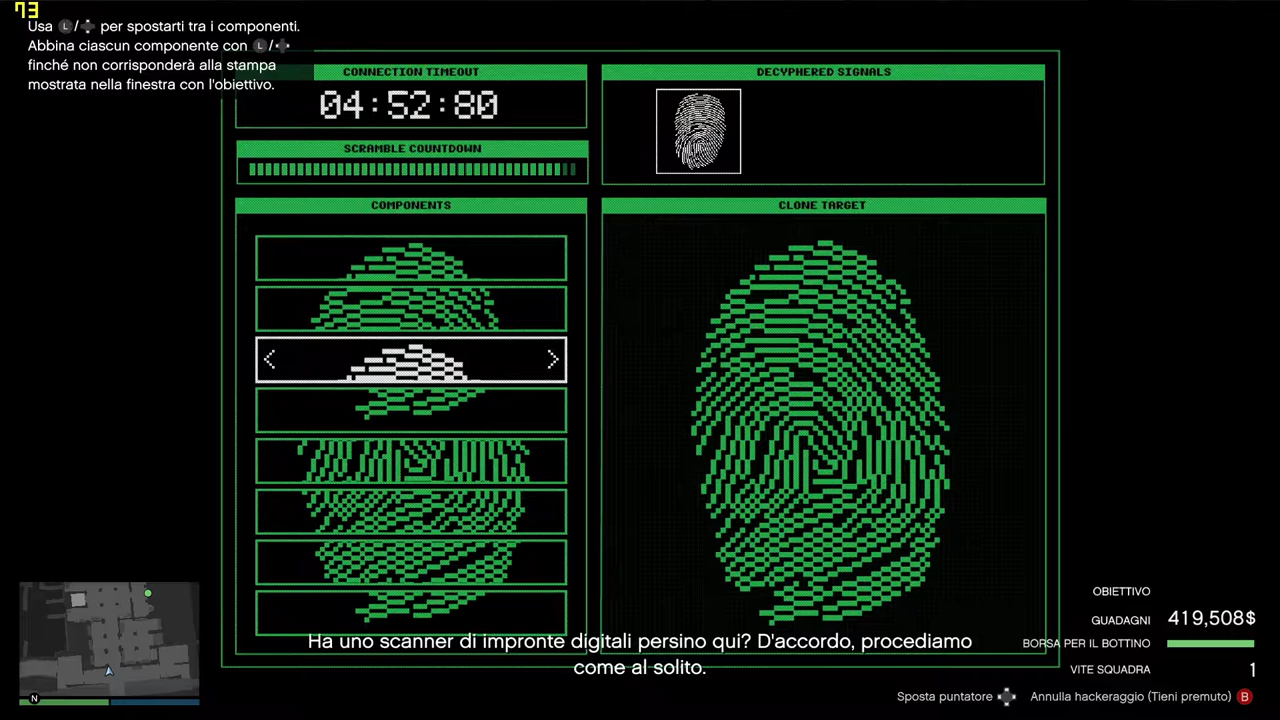 73
Usa L/ per spostarti tra i componenti.
Abbina ciascun componente con L/
finché non corrisponderà alla stampa
mostrata nella finestra con l'obiettivo.
CONNECTION TIMEOUT
04:52:80
DECYPHERED SIGNALS
SCRAMBLE COUNTDOWN
COMPONENTS
CLONE TARGET
OBIETTIVO
GUADAGNI 419,508$
BORSA PER IL BOTTINO
VITE SQUADRA 1
Ha uno scanner di impronte digitali persino qui? D'accordo, procediamo
come al solito.
N
Sposta puntatore Annulla hackeraggio (Tieni premuto) B